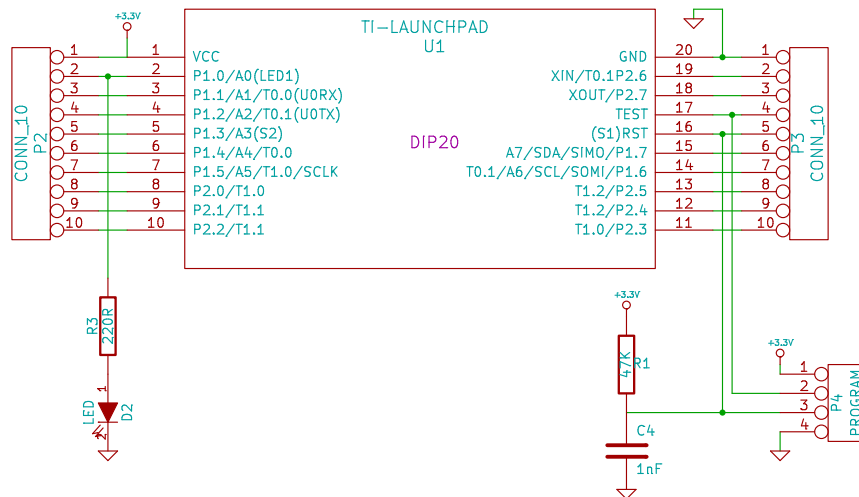 +3.3V
TI-LAUNCHPAD
U1
DIP20
CONN_10
P2
1
2
3
4
5
6
7
8
9
10
1 VCC
2 P1.0/A0(LED1)
3 P1.1/A1/T0.0(U0RX)
4 P1.2/A2/T0.1(U0TX)
5 P1.3/A3(S2)
6 P1.4/A4/T0.0
7 P1.5/A5/T1.0/SCLK
8 P2.0/T1.0
9 P2.1/T1.1
10 P2.2/T1.1
GND 20
XIN/T0.1P2.6 19
XOUT/P2.7 18
TEST 17
(S1)RST 16
A7/SDA/SIMO/P1.7 15
T0.1/A6/SCL/SOMI/P1.6 14
T1.2/P2.5 13
T1.2/P2.4 12
T1.0/P2.3 11
1
2
3
4
5
6
7
8
9
10
P3
CONN_10
R3
220R
1
LED
D2
2
+3.3V
47K
R1
C4
1nF
+3.3V
1
2
3
4
P4
PROGRAM